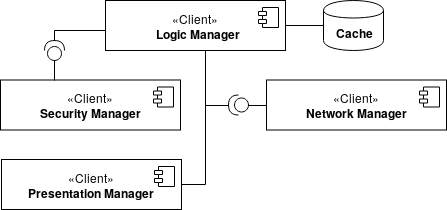 «Client»
Logic Manager
Cache
«Client»
Security Manager
«Client»
Network Manager
«Client»
Presentation Manager